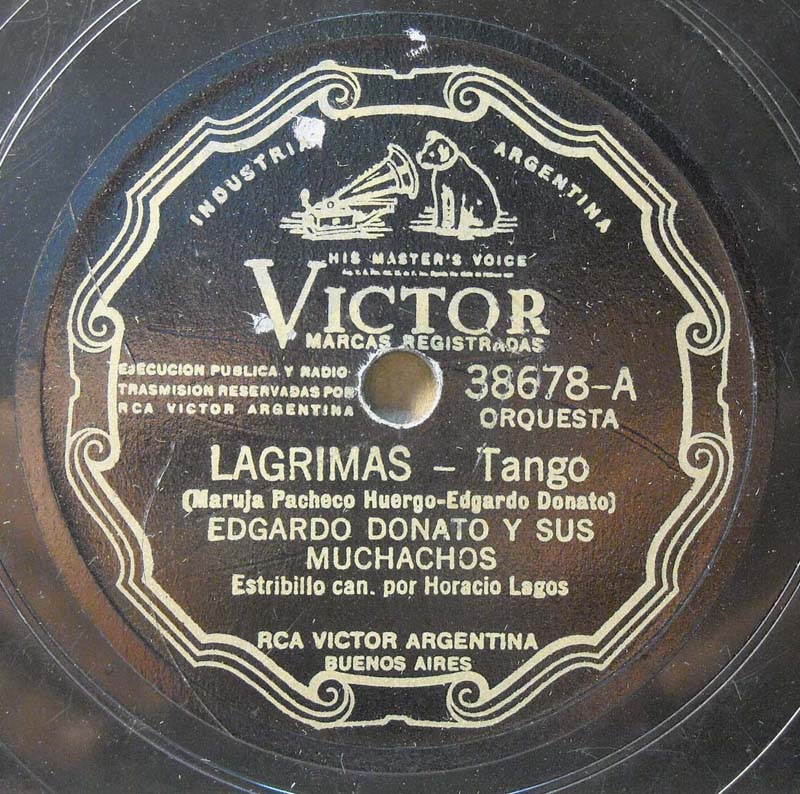 INDUSTRIA ARGENTINA
HIS MASTER'S VOICE
VICTOR
MARCAS REGISTRADAS
EJECUCION PUBLICA Y RADIO-
TRASMISION RESERVADAS POR
RCA VICTOR ARGENTINA
38678-A
ORQUESTA
LAGRIMAS - Tango
(Maruja Pacheco Huergo-Edgardo Donato)
EDGARDO DONATO Y SUS
MUCHACHOS
Estribillo can. por Horacio Lagos
RCA VICTOR ARGENTINA
BUENOS AIRES